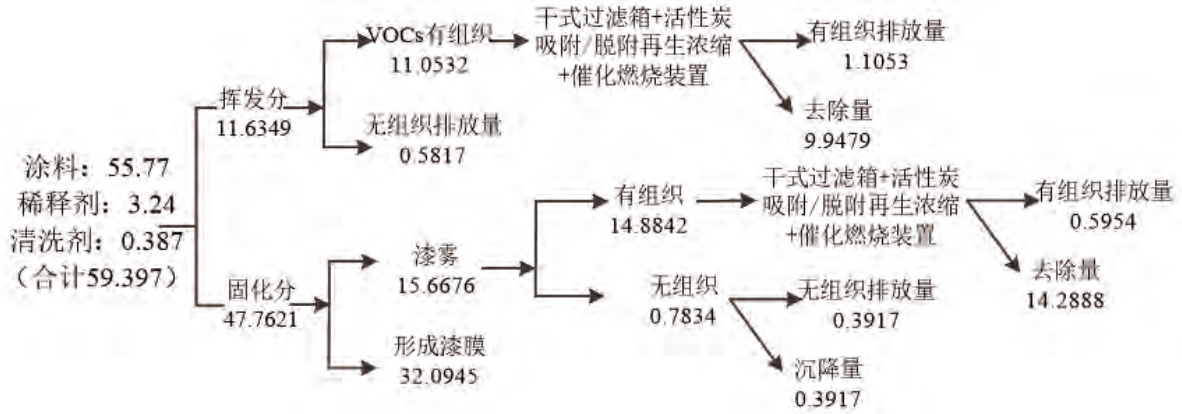 涂料：55.77
稀释剂：3.24
清洗剂：0.387
（合计59.397）
挥发分
11.6349
VOCs有组织
11.0532
干式过滤箱+活性炭
吸附/脱附再生浓缩
+催化燃烧装置
有组织排放量
1.1053
去除量
9.9479
无组织排放量
0.5817
固化分
47.7621
漆雾
15.6676
有组织
14.8842
干式过滤箱+活性炭
吸附/脱附再生浓缩
+催化燃烧装置
有组织排放量
0.5954
去除量
14.2888
无组织
0.7834
无组织排放量
0.3917
沉降量
0.3917
形成漆膜
32.0945